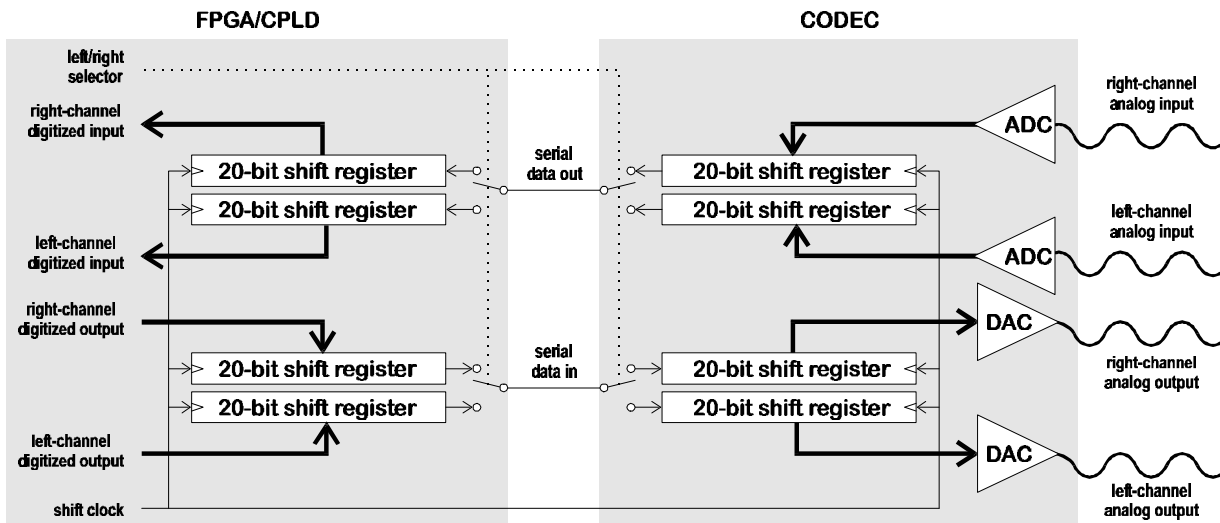 FPGA/CPLD
CODEC
left/right
selector
right-channel
digitized input
20-bit shift register
20-bit shift register
left-channel
digitized input
right-channel
digitized output
20-bit shift register
20-bit shift register
left-channel
digitized output
shift clock
serial
data out
serial
data in
20-bit shift register
20-bit shift register
20-bit shift register
20-bit shift register
ADC
right-channel
analog input
ADC
left-channel
analog input
DAC
right-channel
analog output
DAC
left-channel
analog output